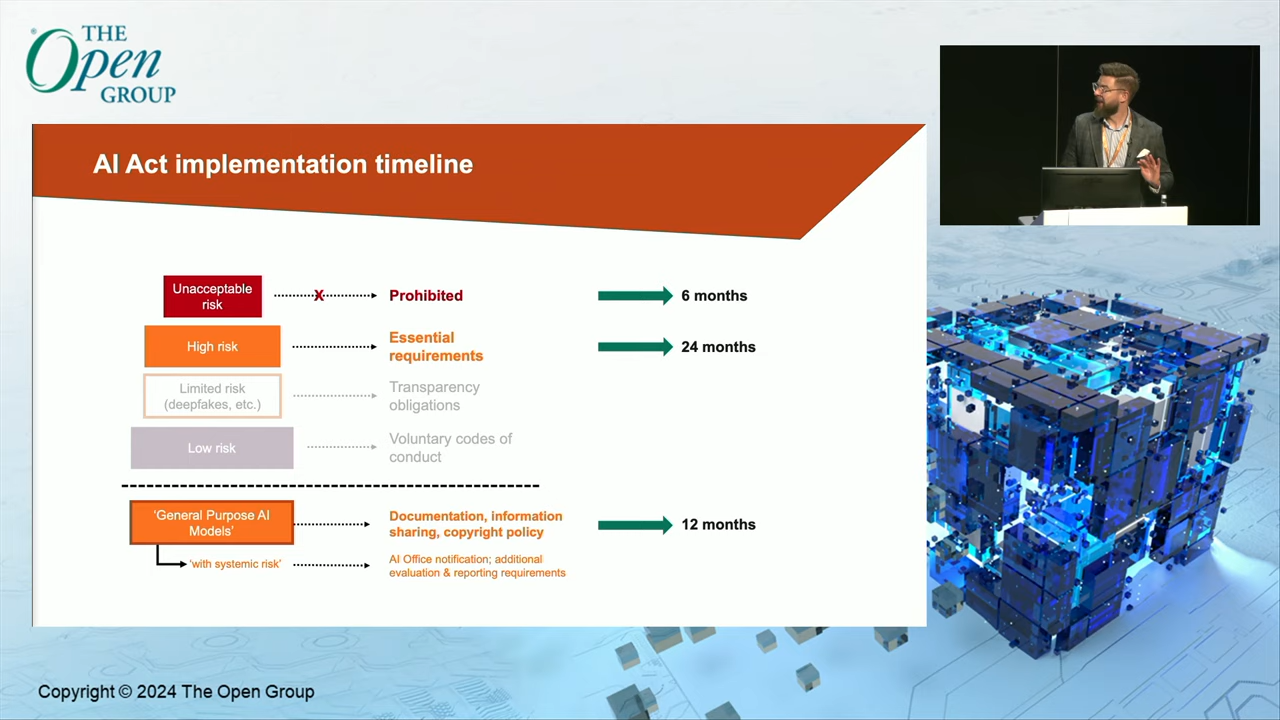 THE
Open
GROUP
AI Act implementation timeline
Unacceptable
risk
X
Prohibited
6 months
High risk
Essential
requirements
24 months
Limited risk
(deepfakes, etc.)
Transparency
obligations
Low risk
Voluntary codes of
conduct
‘General Purpose AI
Models’
Documentation, information
sharing, copyright policy
12 months
‘with systemic risk’
AI Office notification; additional
evaluation & reporting requirements
Copyright © 2024 The Open Group